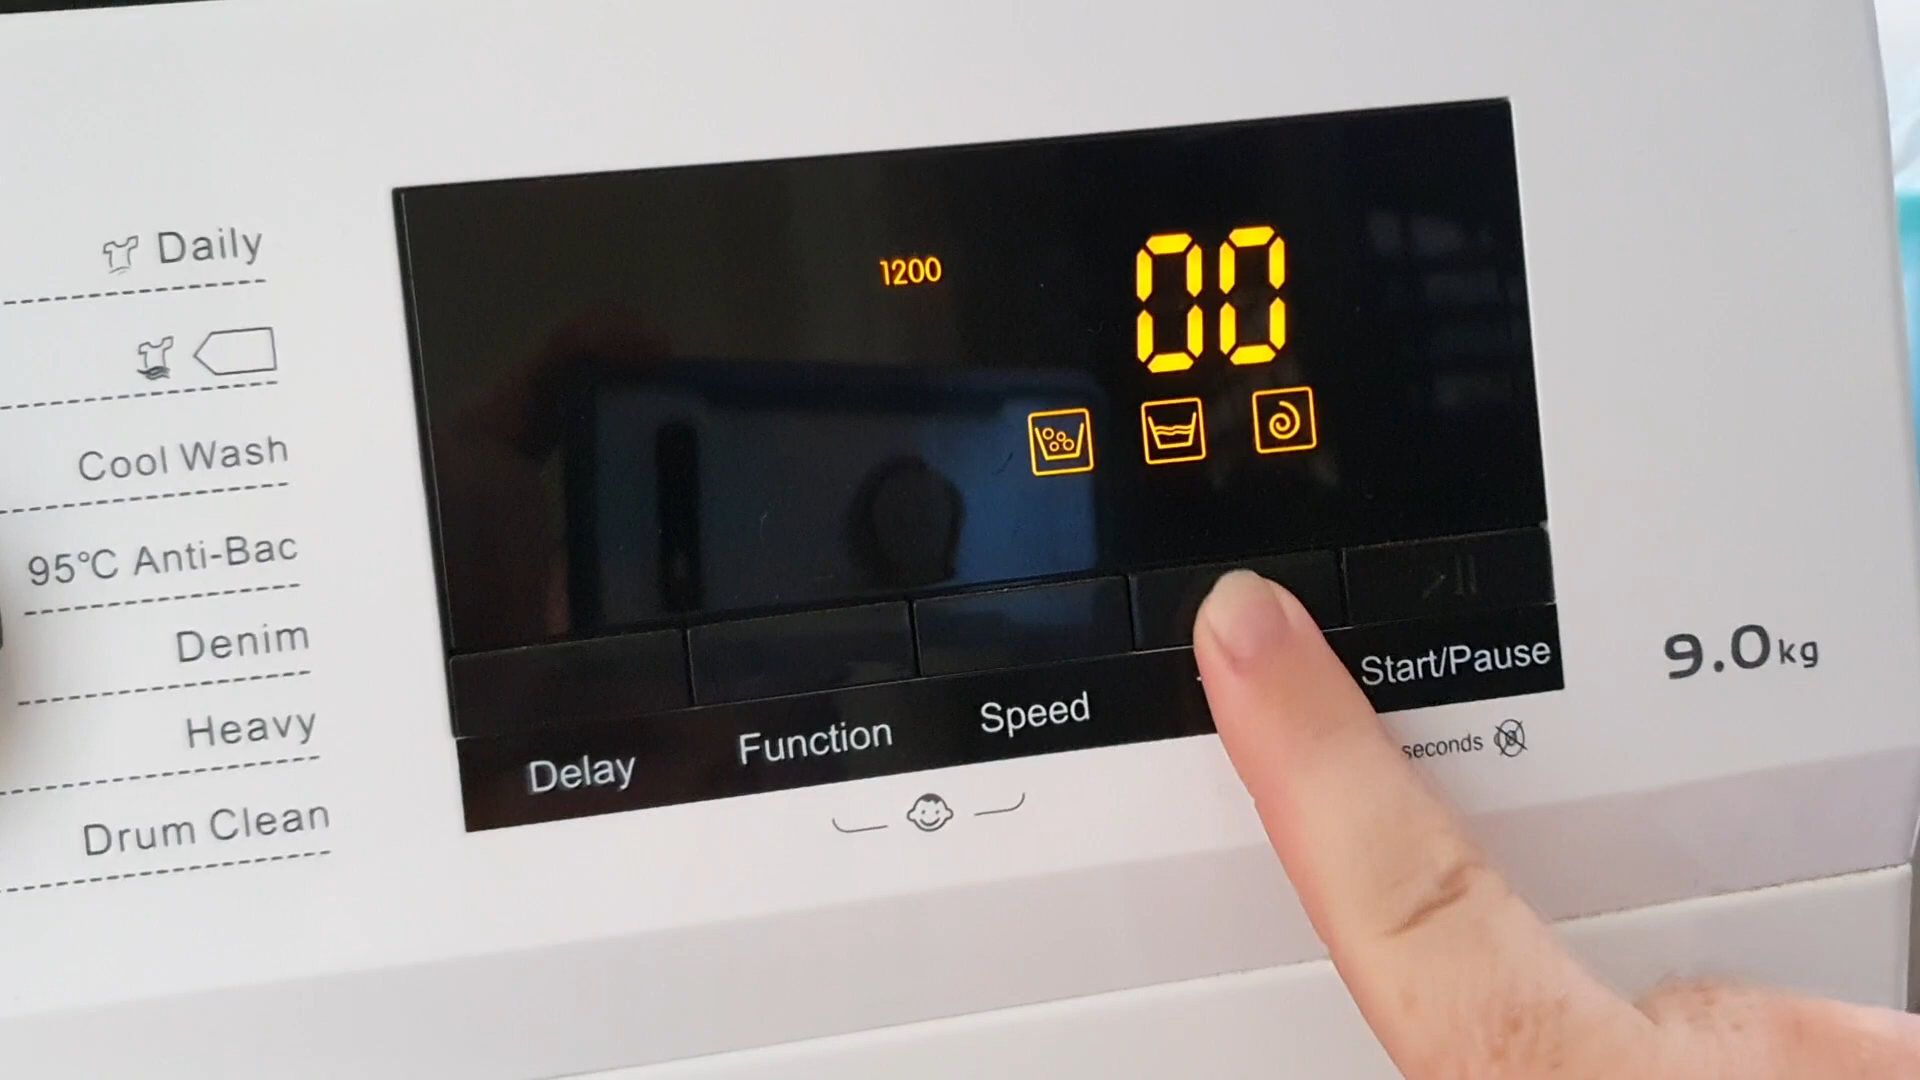 Daily
Cool Wash
95°C Anti-Bac
Denim
Heavy
Drum Clean
1200
00
Delay
Function
Speed
Start/Pause
seconds
9.0kg